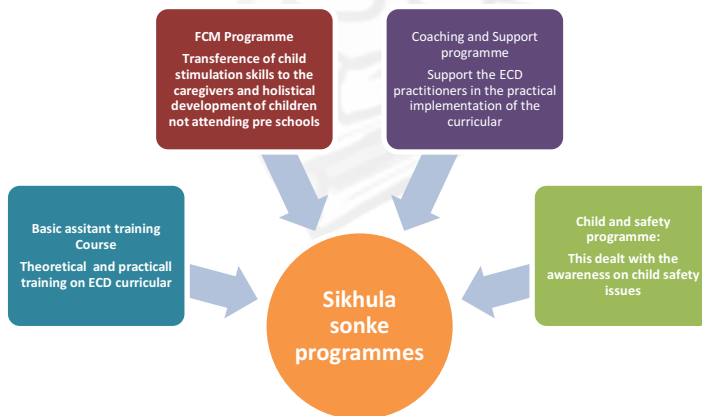 FCM Programme
Transference of child
stimulation skills to the
caregivers and holistical
development of children
not attending pre schools
Coaching and Support
programme
Support the ECD
practitioners in the practical
implementation of the
curricular
Basic assitant training
Course
Theoretical and practicall
training on ECD curricular
Child and safety
programme:
This dealt with the
awareness on child safety
issues
Sikhula
sonke
programmes